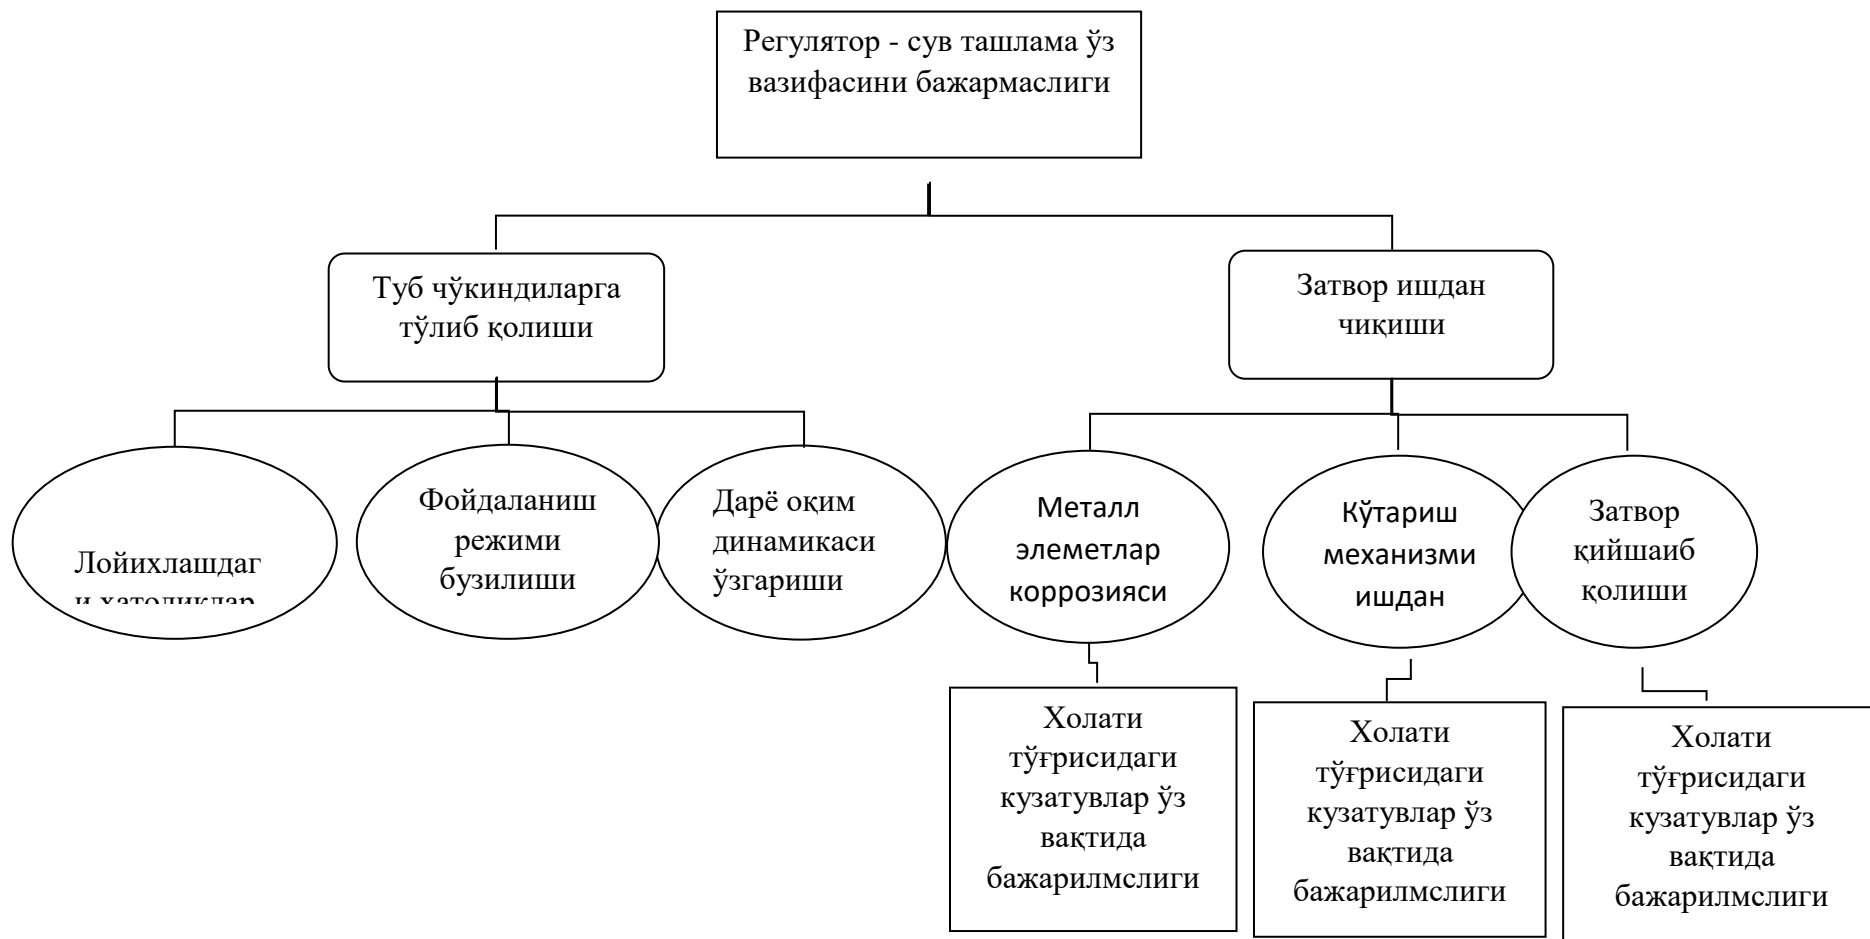 Регулятор - сув ташлама ўз
вазифасини бажармаслиги
Туб чўкиндиларга
тўлиб қолиши
Затвор ишдан
чиқиши
Лойихлашдаг
и хатоликлар
Фойдаланиш
режими
бузилиши
Дарё оқим
динамикаси
ўзгариши
Металл
элеметлар
коррозияси
Кўтариш
механизми
ишдан
Затвор
қийшаиб
қолиши
Холати
тўғрисидаги
кузатувлар ўз
вақтида
бажарилмслиги
Холати
тўғрисидаги
кузатувлар ўз
вақтида
бажарилмслиги
Холати
тўғрисидаги
кузатувлар ўз
вақтида
бажарилмслиги